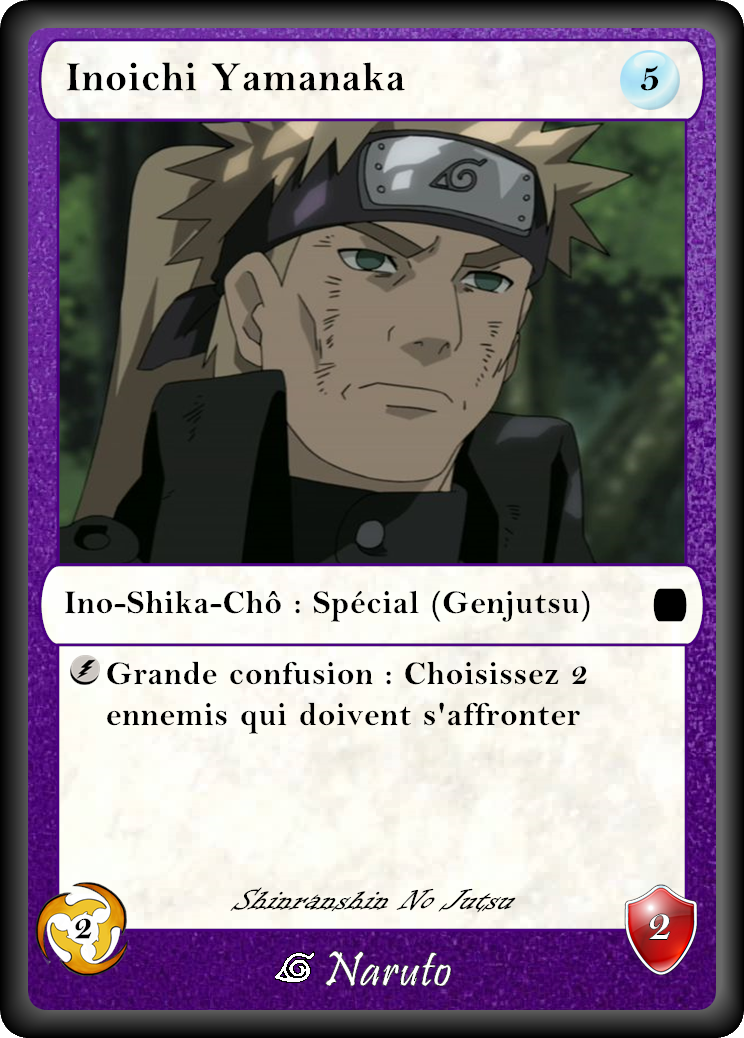 Inoichi Yamanaka
5
Ino-Shika-Chô : Spécial (Genjutsu)
Grande confusion : Choisissez 2
ennemis qui doivent s'affronter
Shinranshin No Jutsu
2
2
Naruto